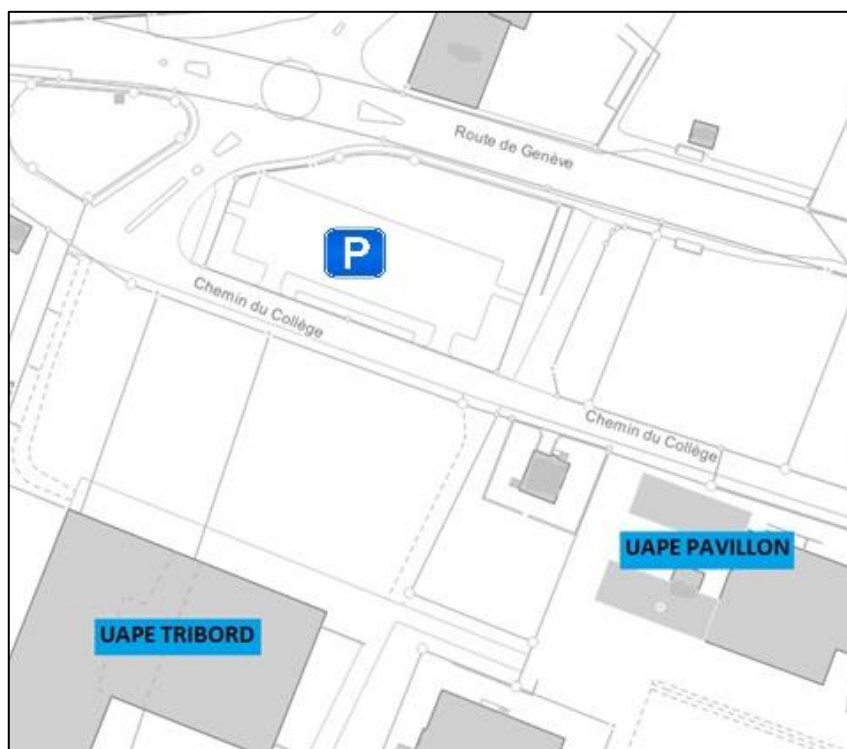 Route de Genève
P
Chemin du Collège
Chemin du Collège
UAPE PAVILLON
UAPE TRIBORD